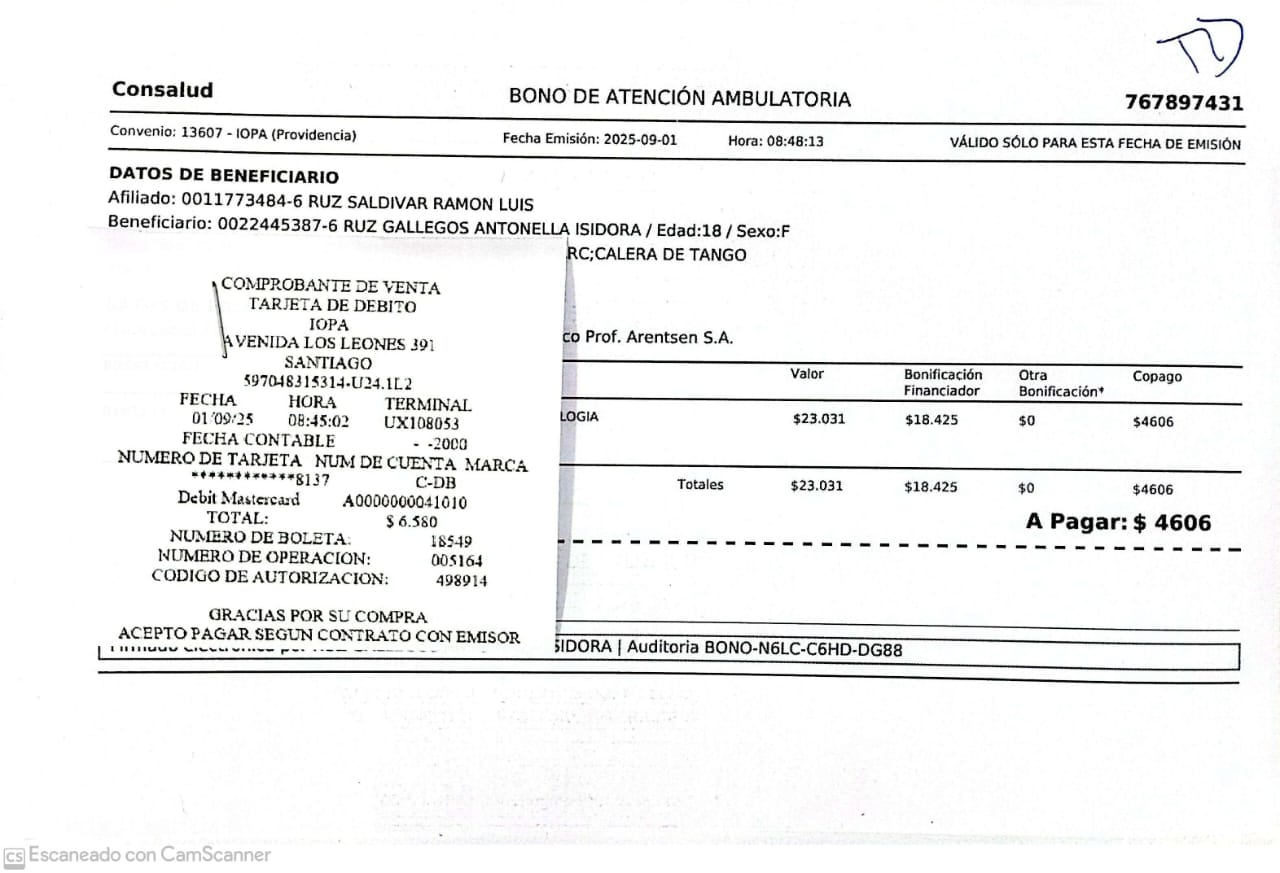 TD
Consalud
BONO DE ATENCIÓN AMBULATORIA
767897431
Convenio: 13607 - IOPA (Providencia)
Fecha Emisión: 2025-09-01
Hora: 08:48:13
VÁLIDO SÓLO PARA ESTA FECHA DE EMISIÓN
DATOS DE BENEFICIARIO
Afiliado: 0011773484-6 RUZ SALDIVAR RAMON LUIS
Beneficiario: 0022445387-6 RUZ GALLEGOS ANTONELLA ISIDORA / Edad:18 / Sexo:F
RC;CALERA DE TANGO
co Prof. Arentsen S.A.
Valor
Bonificación Financiador
Otra Bonificación*
Copago
LOGIA
$23.031
$18.425
$0
$4606
Totales
$23.031
$18.425
$0
$4606
A Pagar: $ 4606
COMPROBANTE DE VENTA
TARJETA DE DEBITO
IOPA
AVENIDA LOS LEONES 391
SANTIAGO
597048315314-U24.1L2
FECHA HORA TERMINAL
01/09/25 08:45:02 UX108053
FECHA CONTABLE - -2000
NUMERO DE TARJETA NUM DE CUENTA MARCA
************8137 C-DB
Debit Mastercard A0000000041010
TOTAL: $ 6.580
NUMERO DE BOLETA: 18549
NUMERO DE OPERACION: 005164
CODIGO DE AUTORIZACION: 498914
GRACIAS POR SU COMPRA
ACEPTO PAGAR SEGUN CONTRATO CON EMISOR
SIDORA | Auditoria BONO-N6LC-C6HD-DG88
CS Escaneado con CamScanner